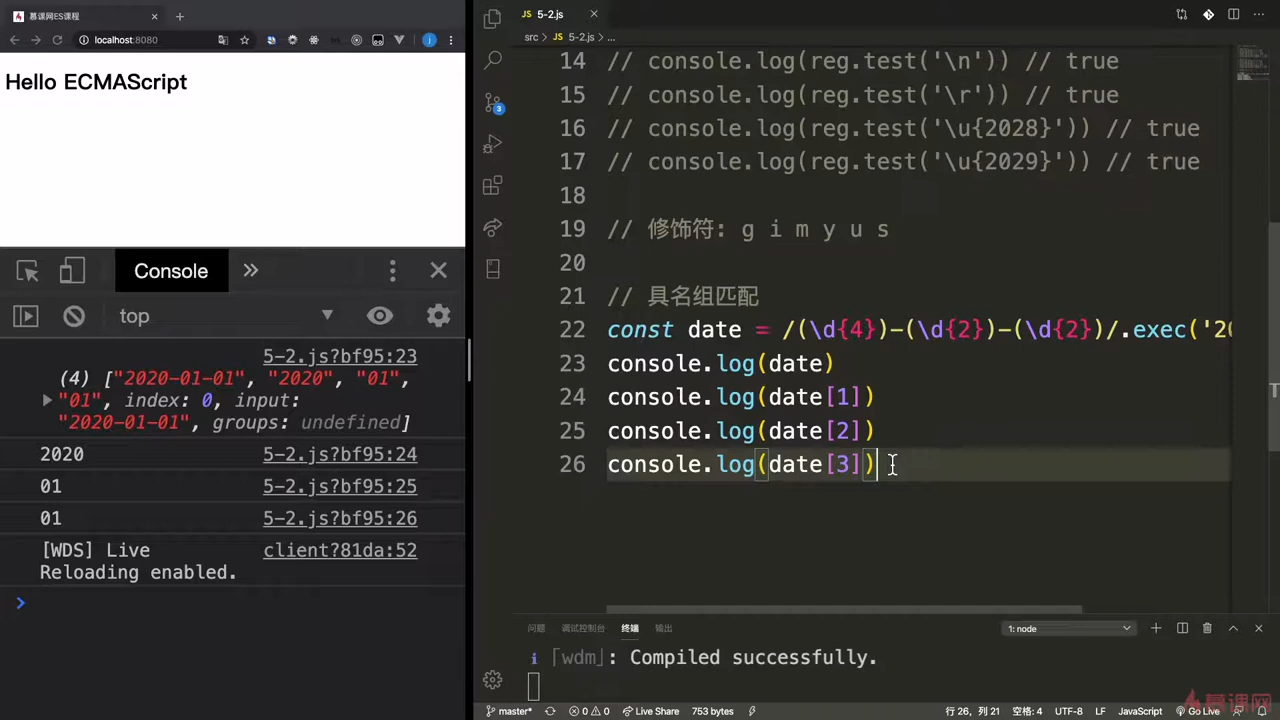 慕课网ES课程
localhost:8080
Hello ECMAScript
Console
top
5-2.js?bf95:23
(4) ["2020-01-01", "2020", "01",
"01", index: 0, input:
"2020-01-01", groups: undefined]
2020 5-2.js?bf95:24
01 5-2.js?bf95:25
01 5-2.js?bf95:26
[WDS] Live client?81da:52
Reloading enabled.
5-2.js
src > 5-2.js > ...
14 // console.log(reg.test('\n')) // true
15 // console.log(reg.test('\r')) // true
16 // console.log(reg.test('\u{2028}')) // true
17 // console.log(reg.test('\u{2029}')) // true
18
19 // 修饰符: g i m y u s
20
21 // 具名组匹配
22 const date = /(\d{4})-(\d{2})-(\d{2})/.exec('20
23 console.log(date)
24 console.log(date[1])
25 console.log(date[2])
26 console.log(date[3])
问题 调试控制台 终端 输出 1: node
i ｢wdm｣: Compiled successfully.
master* 0 0 Live Share 753 bytes 行 26, 列 21 空格: 4 UTF-8 LF JavaScript Go Live
慕课网